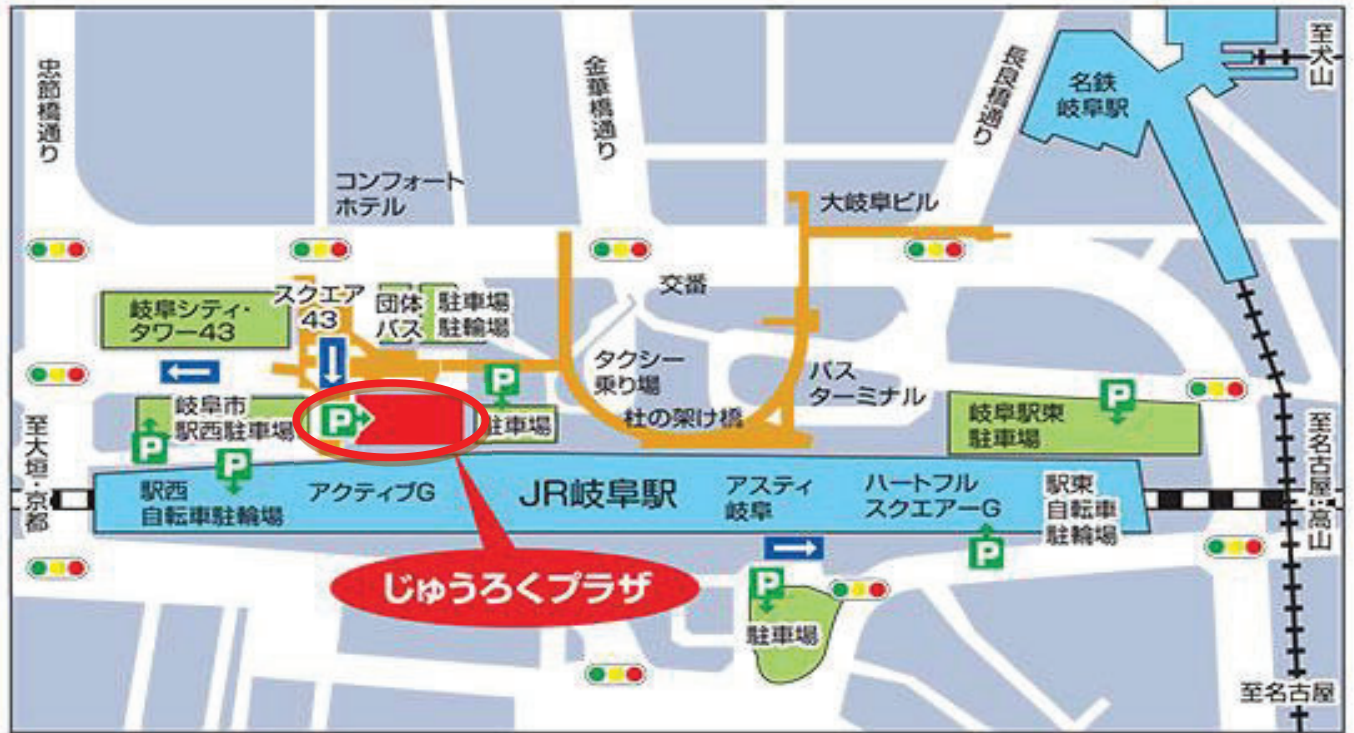 忠節橋通り
金華橋通り
長良橋通り
名鉄
岐阜駅
至犬山
コンフォート
ホテル
大岐阜ビル
交番
岐阜シティ・
タワー43
スクエア
43
団体
バス
駐車場
駐輪場
タクシー
乗り場
バス
ターミナル
杜の架け橋
岐阜市
駅西駐車場
P
P
P
P
駐車場
岐阜駅東
駐車場
P
至大垣・京都
駅西
自転車駐輪場
アクティブG
JR岐阜駅
アスティ
岐阜
ハートフル
スクエアーG
P
駅東
自転車
駐輪場
至名古屋・高山
じゅうろくプラザ
P
駐車場
至名古屋